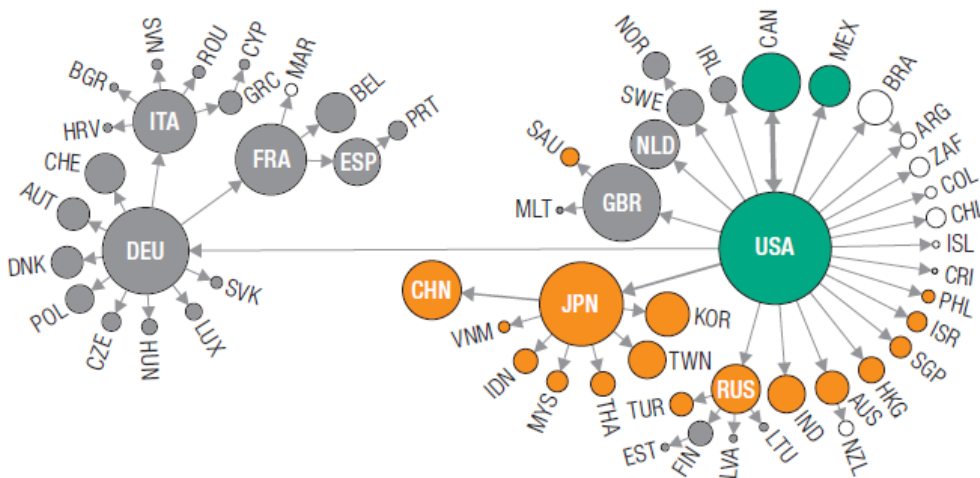 SVN
ROU
CYP
BGR
MAR
GRC
BEL
HRV
ITA
PRT
FRA
ESP
CHE
AUT
DEU
DNK
POL
SVK
CZE
HUN
LUX
NOR
IRL
CAN
MEX
BRA
SWE
ARG
SAU
NLD
ZAF
COL
MLT
GBR
CHL
USA
ISL
CRI
CHN
JPN
PHL
KOR
ISR
VNM
SGP
IDN
TWN
HKG
MYS
THA
TUR
RUS
IND
AUS
EST
FIN
LVA
LTU
NZL